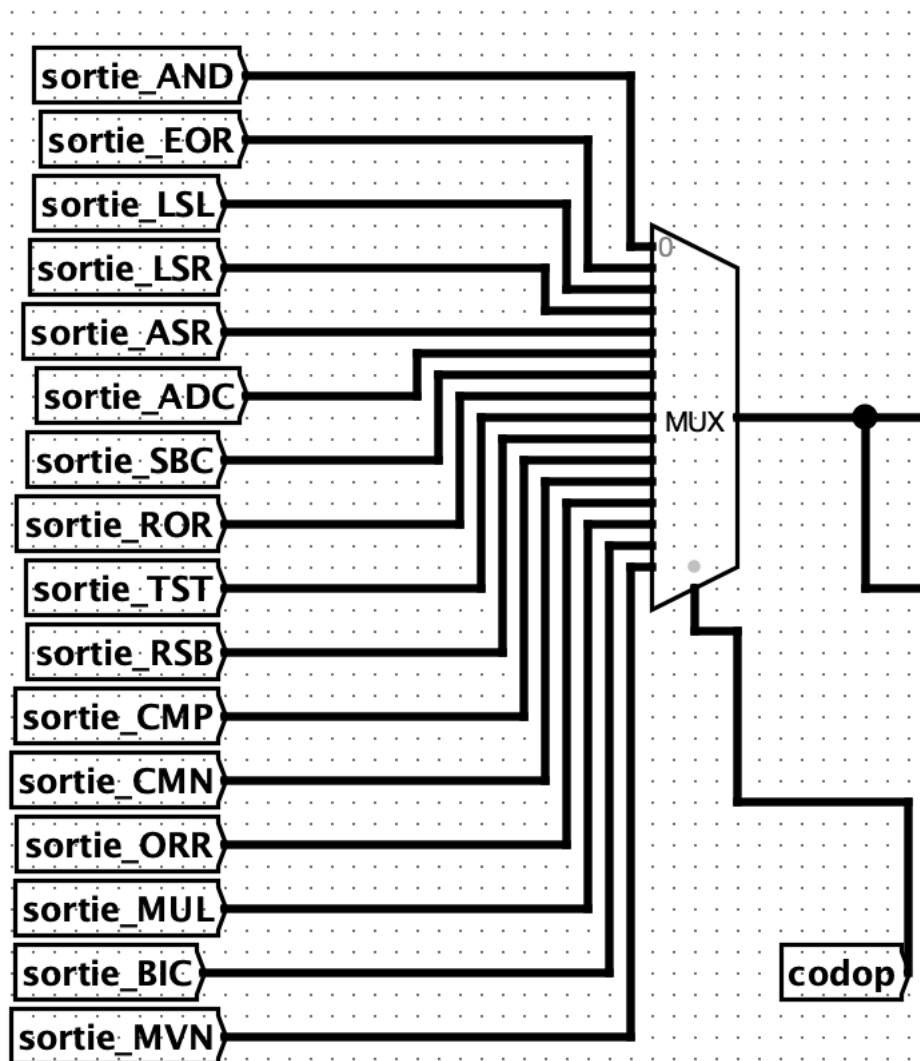 sortie_AND
sortie_EOR
sortie_LSL
sortie_LSR
0
sortie_ASR
sortie_ADC
MUX
sortie_SBC
sortie_ROR
sortie_TST
sortie_RSB
sortie_CMP
sortie_CMN
sortie_ORR
sortie_MUL
sortie_BIC
codop
sortie_MVN